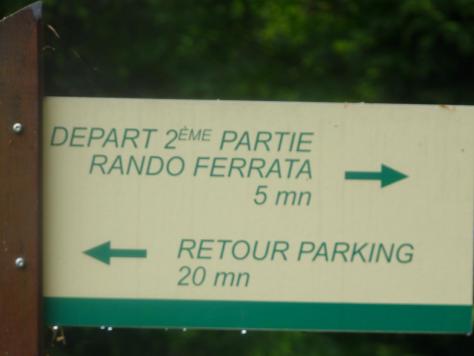 DEPART 2ÈME PARTIE
RANDO FERRATA
5 mn
RETOUR PARKING
20 mn